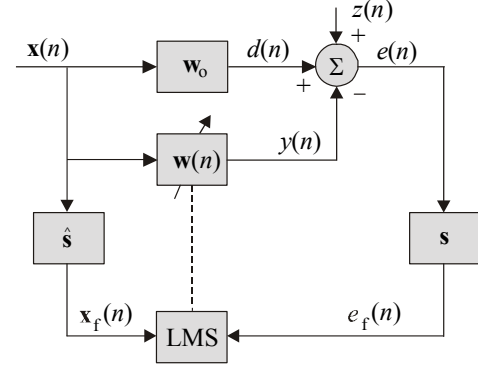 z(n)
x(n)
d(n)
+
e(n)
w_o
+
Σ
−
w(n)
y(n)
ŝ
s
x_f(n)
e_f(n)
LMS